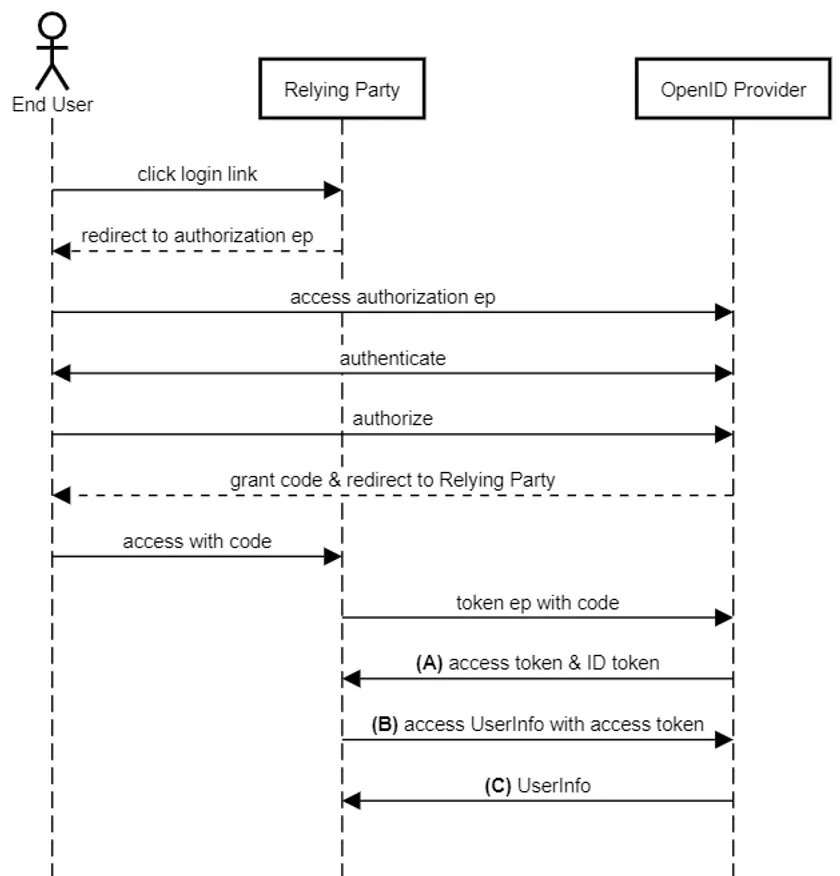 End User
Relying Party
OpenID Provider
click login link
redirect to authorization ep
access authorization ep
authenticate
authorize
grant code & redirect to Relying Party
access with code
token ep with code
(A) access token & ID token
(B) access UserInfo with access token
(C) UserInfo